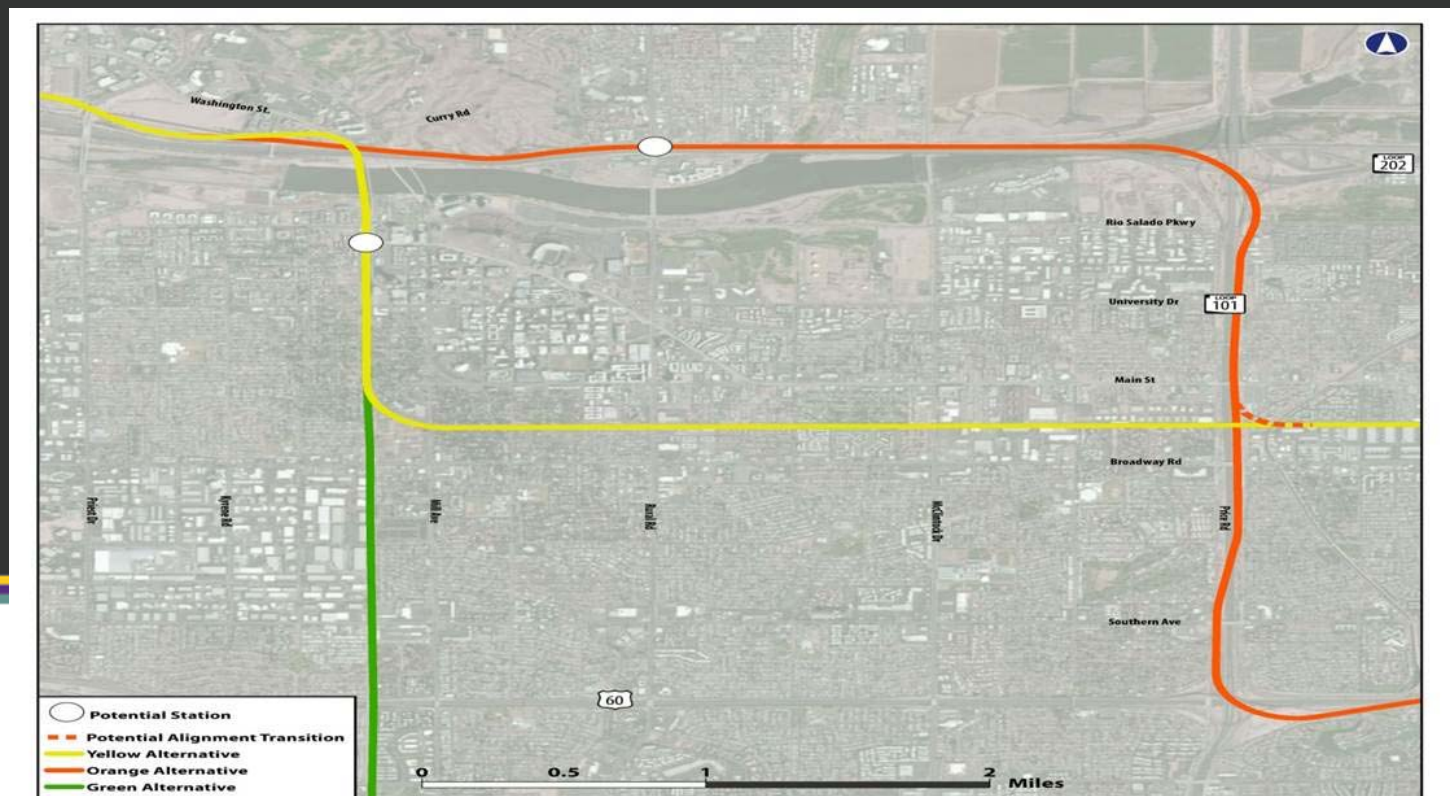 Washington St.
Curry Rd
LOOP
202
Rio Salado Pkwy
University Dr
LOOP
101
Main St
Broadway Rd
Priest Dr
Kyrene Rd
Mill Ave
Rural Rd
McClintock Dr
Price Rd
Southern Ave
60
Potential Station
Potential Alignment Transition
Yellow Alternative
Orange Alternative
Green Alternative
0 0.5 1 2 Miles